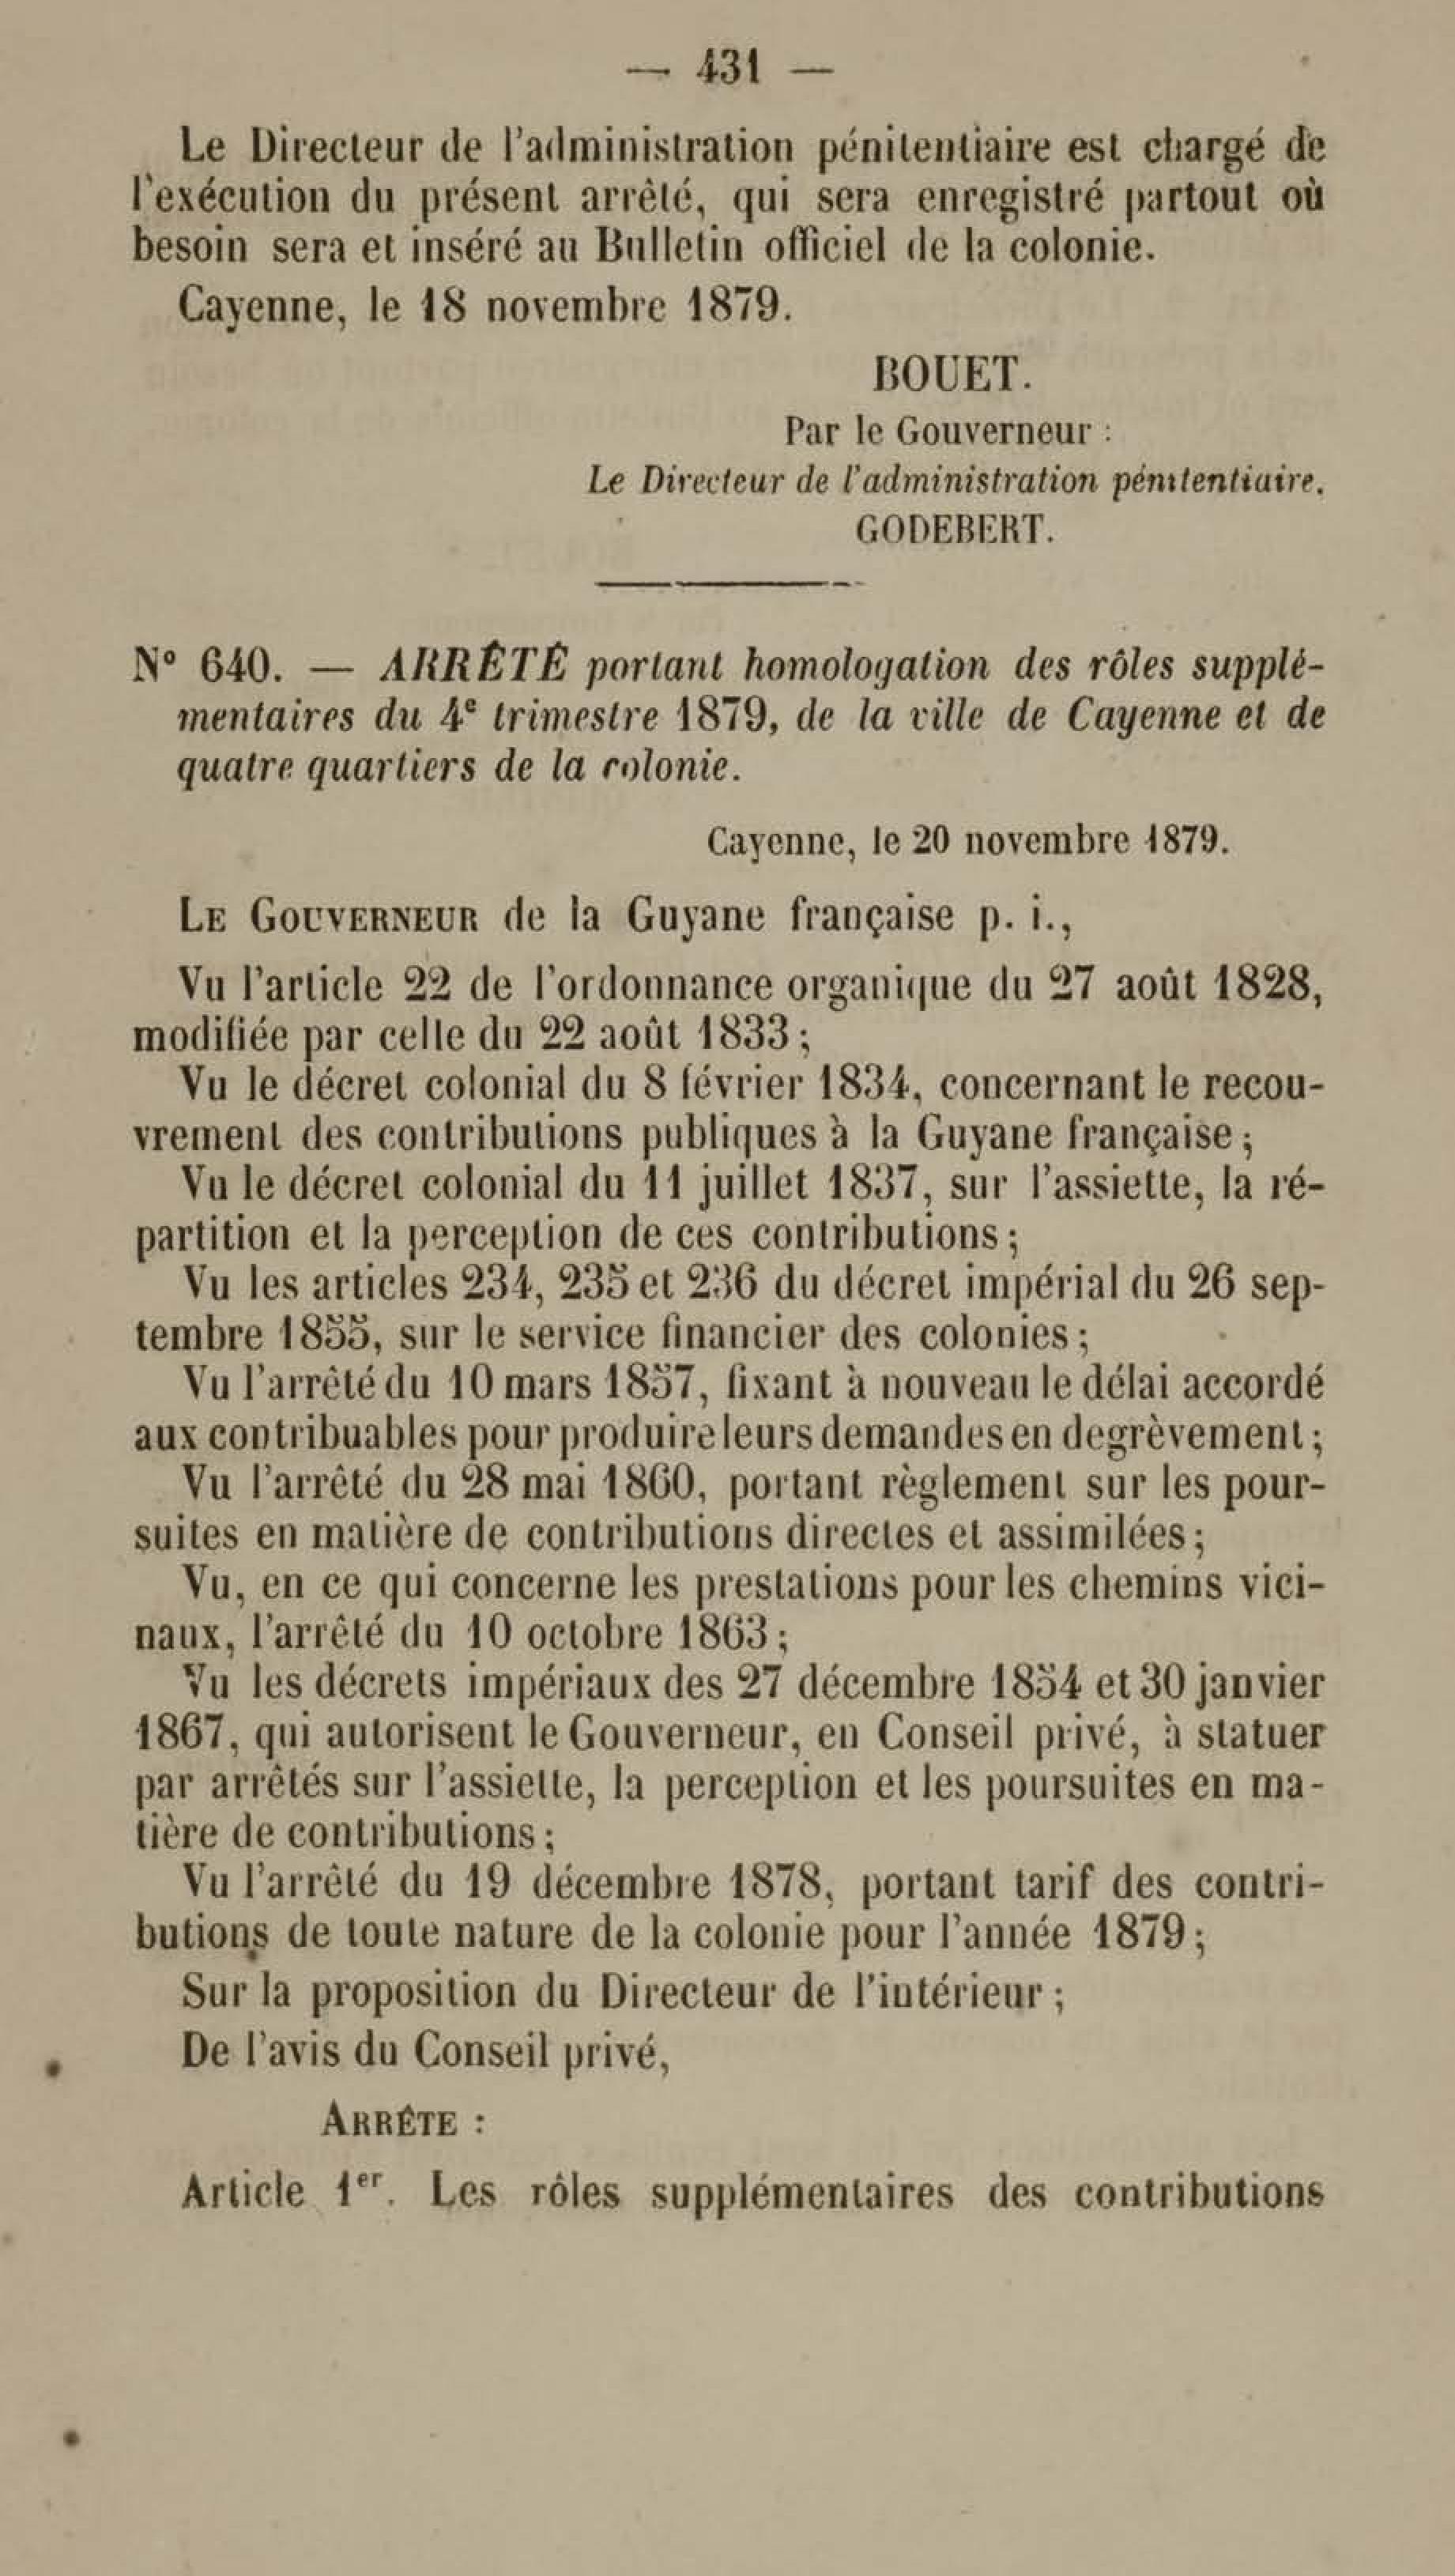 — 431 —
Le Directeur de l'administration pénitentiaire est chargé de
l'exécution du présent arrêté, qui sera enregistré partout où
besoin sera et inséré au Bulletin officiel de la colonie.
Cayenne, le 18 novembre 1879.
BOUET.
Par le Gouverneur :
Le Directeur de l'administration pénitentiaire,
GODEBERT.
N° 640. — ARRÊTÉ portant homologation des rôles supplé-
mentaires du 4e trimestre 1879, de la ville de Cayenne et de
quatre quartiers de la colonie.
Cayenne, le 20 novembre 1879.
LE GOUVERNEUR de la Guyane française p. i.,
Vu l'article 22 de l'ordonnance organique du 27 août 1828,
modifiée par celle du 22 août 1833 ;
Vu le décret colonial du 8 février 1834, concernant le recou-
vrement des contributions publiques à la Guyane française ;
Vu le décret colonial du 11 juillet 1837, sur l'assiette, la ré-
partition et la perception de ces contributions ;
Vu les articles 234, 235 et 236 du décret impérial du 26 sep-
tembre 1855, sur le service financier des colonies ;
Vu l'arrêté du 10 mars 1857, fixant à nouveau le délai accordé
aux contribuables pour produire leurs demandes en degrèvement ;
Vu l'arrêté du 28 mai 1860, portant règlement sur les pour-
suites en matière de contributions directes et assimilées ;
Vu, en ce qui concerne les prestations pour les chemins vici-
naux, l'arrêté du 10 octobre 1863 ;
Vu les décrets impériaux des 27 décembre 1854 et 30 janvier
1867, qui autorisent le Gouverneur, en Conseil privé, à statuer
par arrêtés sur l'assiette, la perception et les poursuites en ma-
tière de contributions ;
Vu l'arrêté du 19 décembre 1878, portant tarif des contri-
butions de toute nature de la colonie pour l'année 1879 ;
Sur la proposition du Directeur de l'intérieur ;
De l'avis du Conseil privé,
ARRÊTE :
Article 1er. Les rôles supplémentaires des contributions